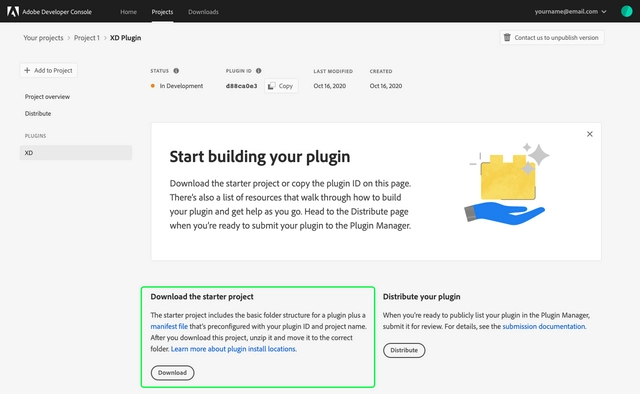 Adobe Developer Console
Home
Projects
Downloads
yourname@email.com
Your projects > Project 1 > XD Plugin
Contact us to unpublish version
+ Add to Project
Project overview
Distribute
PLUGINS
XD
STATUS
PLUGIN ID
LAST MODIFIED
CREATED
In Development
d88ca0e3
Copy
Oct 16, 2020
Oct 16, 2020
Start building your plugin
Download the starter project or copy the plugin ID on this page.
There's also a list of resources that walk through how to build
your plugin and get help as you go. Head to the Distribute page
when you're ready to submit your plugin to the Plugin Manager.
Download the starter project
The starter project includes the basic folder structure for a plugin plus a
manifest file that's preconfigured with your plugin ID and project name.
After you download this project, unzip it and move it to the correct
folder. Learn more about plugin install locations.
Download
Distribute your plugin
When you're ready to publicly list your plugin in the Plugin Manager,
submit it for review. For details, see the submission documentation.
Distribute